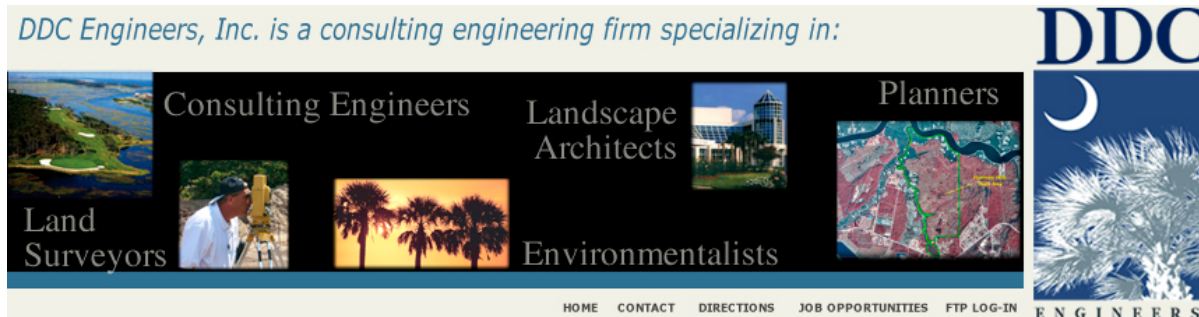 DDC Engineers, Inc. is a consulting engineering firm specializing in:
DDC
Consulting Engineers
Landscape
Architects
Planners
Land
Surveyors
Environmentalists
HOME CONTACT DIRECTIONS JOB OPPORTUNITIES FTP LOG-IN
ENGINEERS